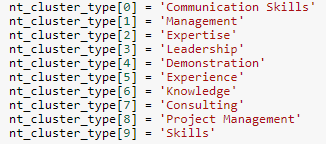 nt_cluster_type[0] = 'Communication Skills'
nt_cluster_type[1] = 'Management'
nt_cluster_type[2] = 'Expertise'
nt_cluster_type[3] = 'Leadership'
nt_cluster_type[4] = 'Demonstration'
nt_cluster_type[5] = 'Experience'
nt_cluster_type[6] = 'Knowledge'
nt_cluster_type[7] = 'Consulting'
nt_cluster_type[8] = 'Project Management'
nt_cluster_type[9] = 'Skills'